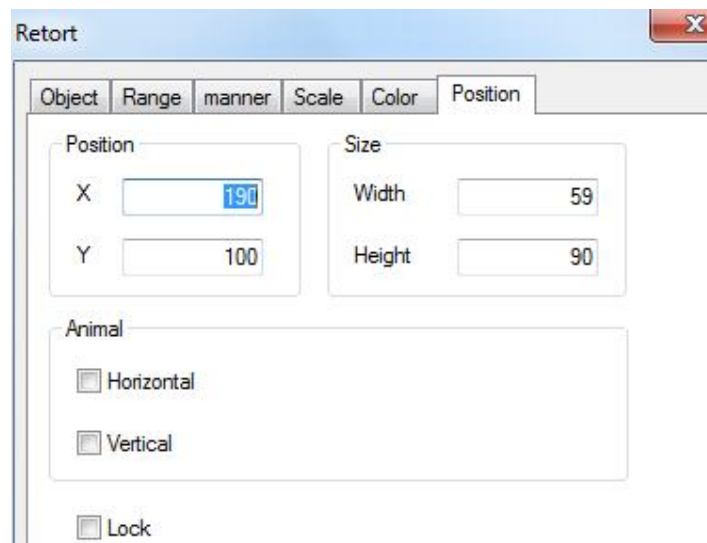 Retort
Object Range manner Scale Color Position
Position Size
X 190 Width 59
Y 100 Height 90
Animal
Horizontal
Vertical
Lock